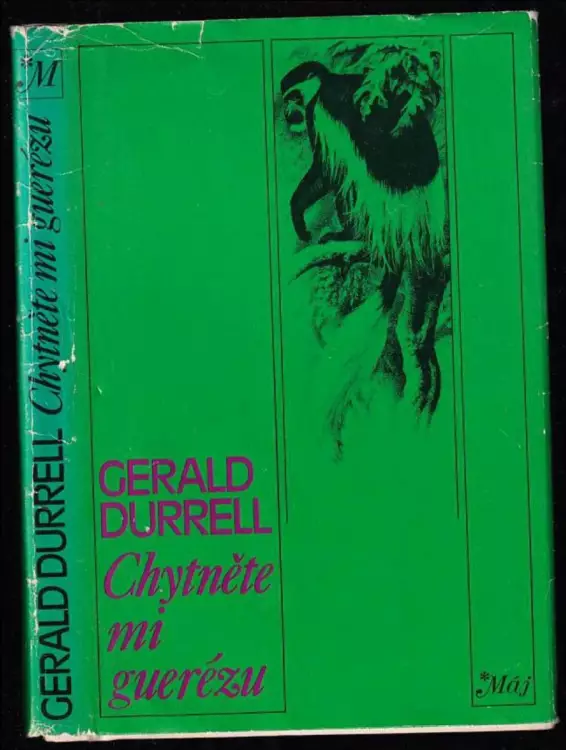 *M
GERALD DURRELL Chytněte mi guerézu
GERALD
DURRELL
Chytněte
mi
guerézu
*Máj